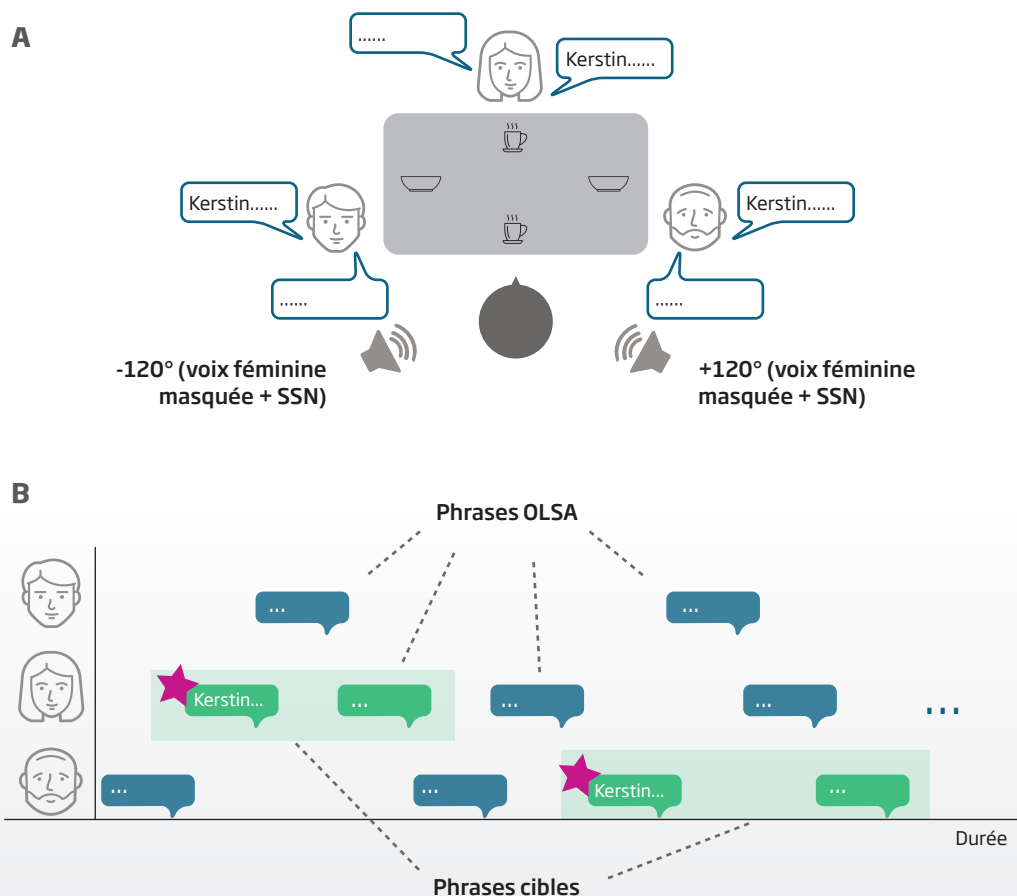 A
......
Kerstin......
Kerstin......
Kerstin......
......
......
-120° (voix féminine
masquée + SSN)
+120° (voix féminine
masquée + SSN)
B
Phrases OLSA
...
...
Kerstin...
...
...
...
...
...
...
Kerstin...
...
Durée
Phrases cibles